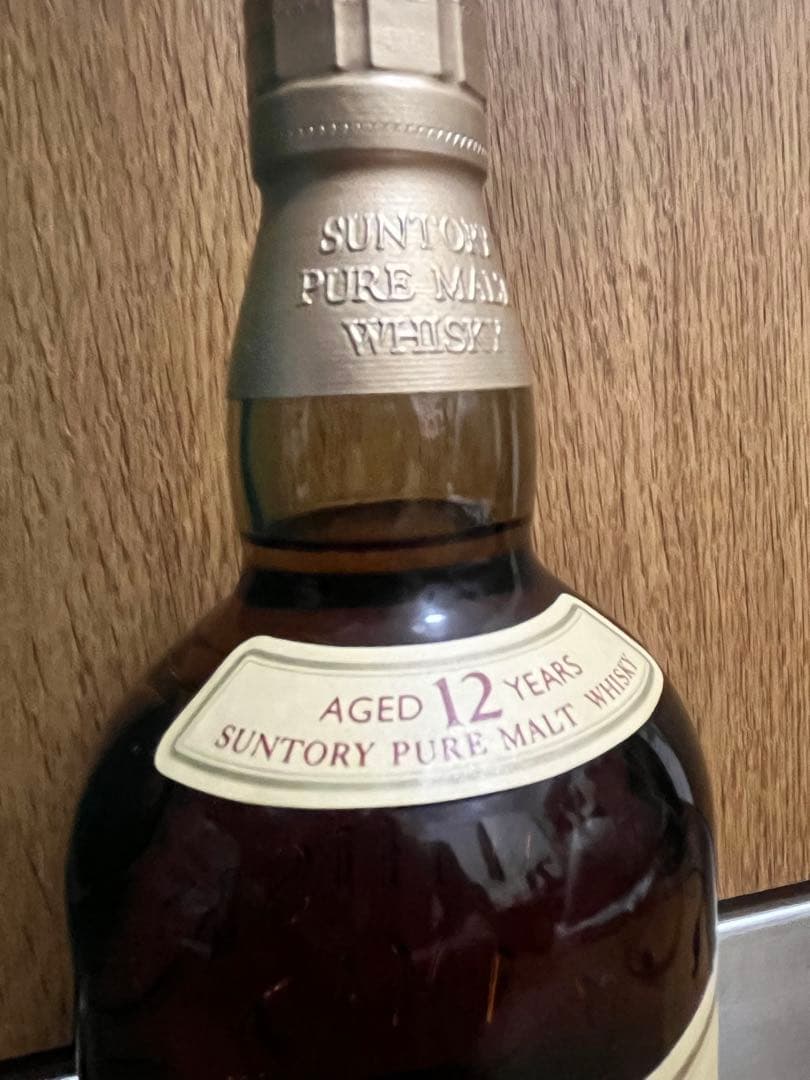 SUNTORY
PURE MALT
WHISKY
AGED 12 YEARS
SUNTORY PURE MALT WHISKY